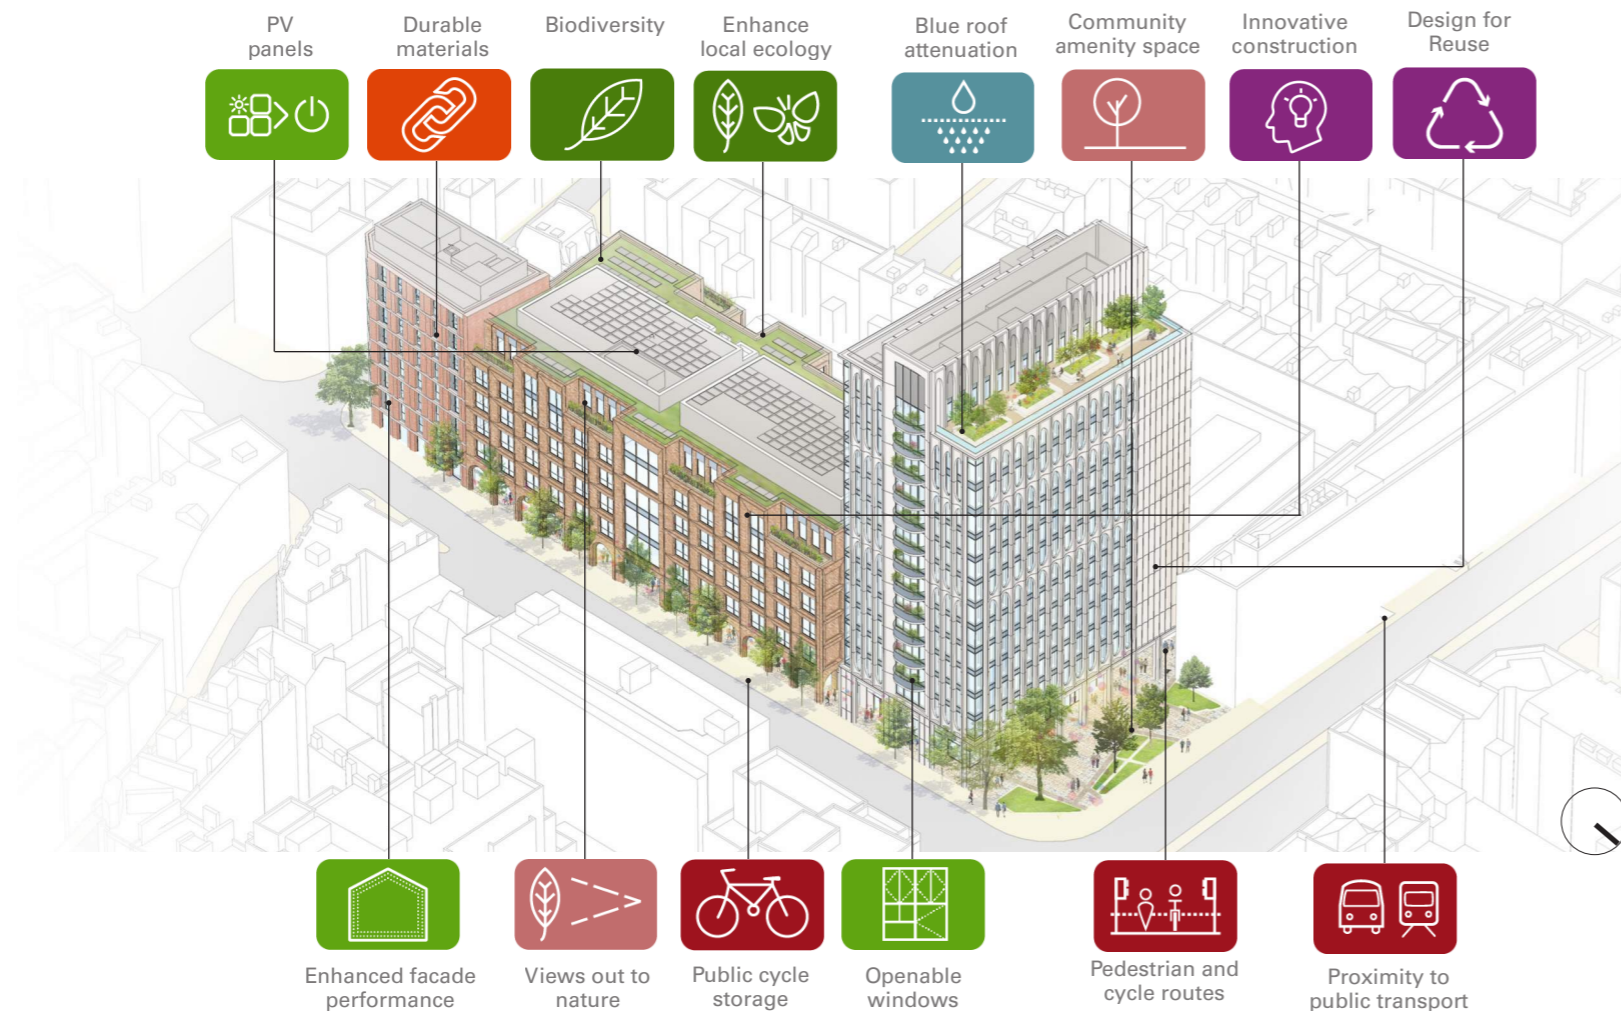 PV
panels
Durable
materials
Biodiversity
Enhance
local ecology
Blue roof
attenuation
Community
amenity space
Innovative
construction
Design for
Reuse
Enhanced facade
performance
Views out to
nature
Public cycle
storage
Openable
windows
Pedestrian and
cycle routes
Proximity to
public transport